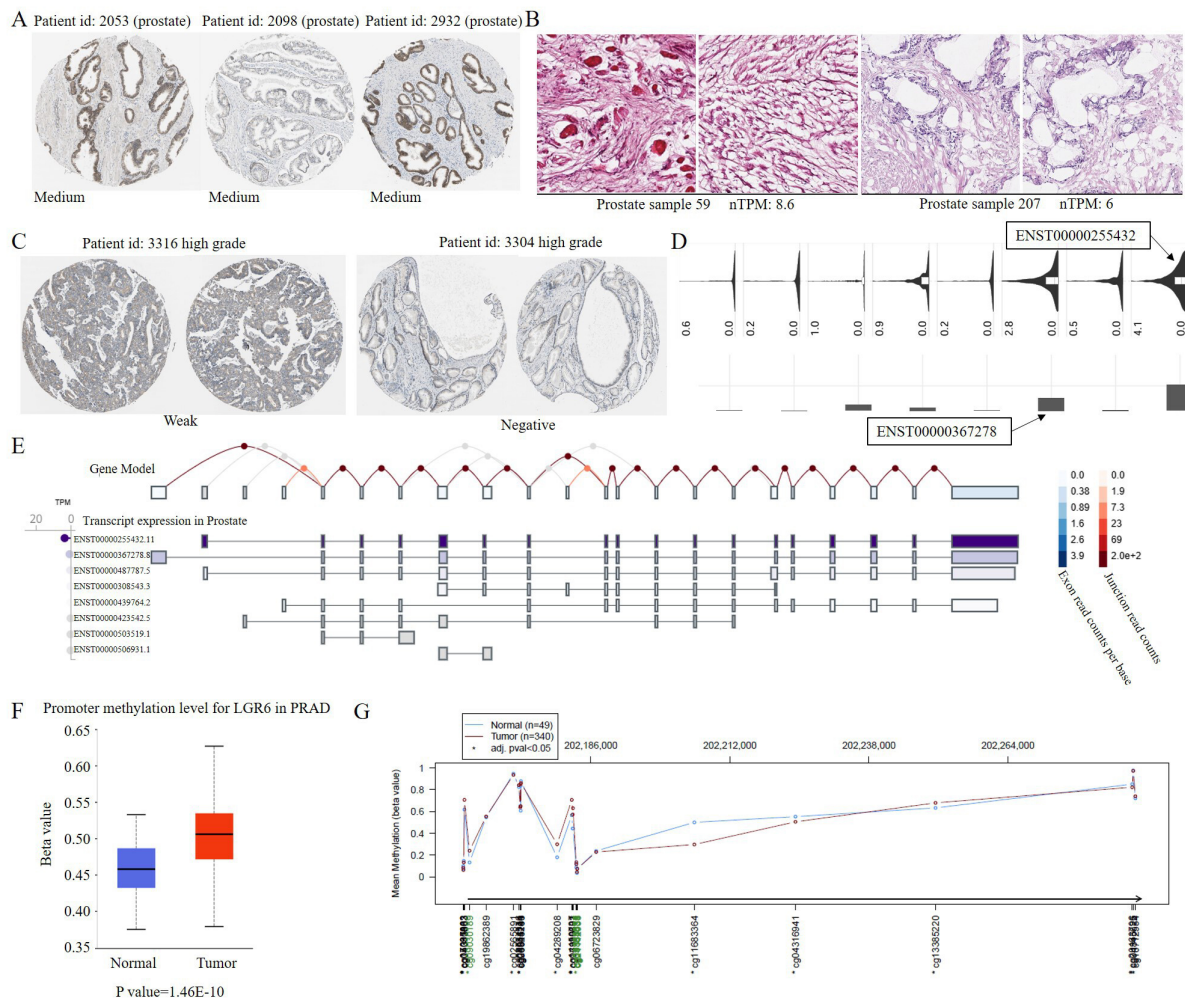 A
Patient id: 2053 (prostate)
Patient id: 2098 (prostate)
Patient id: 2932 (prostate)
Medium
Medium
Medium
B
Prostate sample 59 nTPM: 8.6
Prostate sample 207 nTPM: 6
C
Patient id: 3316 high grade
Patient id: 3304 high grade
Weak
Negative
D
ENST00000255432
0.6 0.0 0.2 0.0 1.0 0.0 0.9 0.0 0.2 0.0 2.8 0.0 0.5 0.0 4.1 0.0
ENST00000367278
E
Gene Model
TPM
20 0
Transcript expression in Prostate
ENST00000255432.11
ENST00000367278.8
ENST00000487787.5
ENST00000308543.3
ENST00000439764.2
ENST00000423542.5
ENST00000503519.1
ENST00000506931.1
0.0 0.0
0.38 1.9
0.89 7.3
1.6 23
2.6 69
3.9 2.0e+2
Exon read counts per base
Junction read counts
F
Promoter methylation level for LGR6 in PRAD
Beta value
0.65
0.60
0.55
0.50
0.45
0.40
0.35
Normal Tumor
P value=1.46E-10
G
Normal (n=49)
Tumor (n=340)
* adj. pval<0.05
202,186,000 202,212,000 202,238,000 202,264,000
Mean Methylation (beta value)
1
0.8
0.6
0.4
0.2
0
* cg09030189
cg19862389
* cg04289208
cg06723829
* cg11683364
* cg04316941
* cg13385220